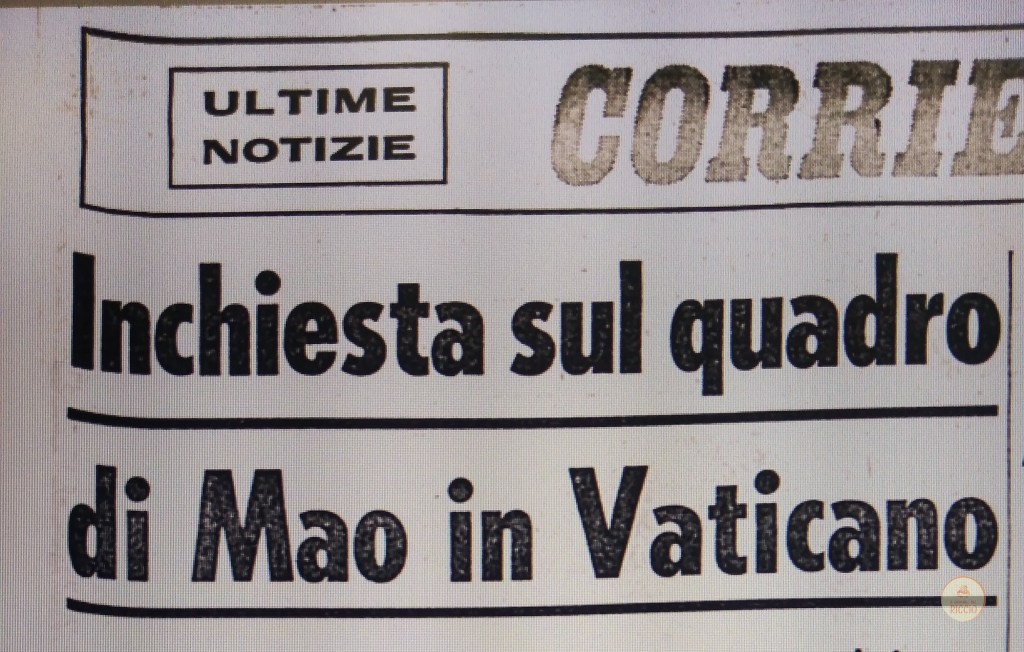 ULTIME
NOTIZIE
CORRIE
Inchiesta sul quadro
di Mao in Vaticano